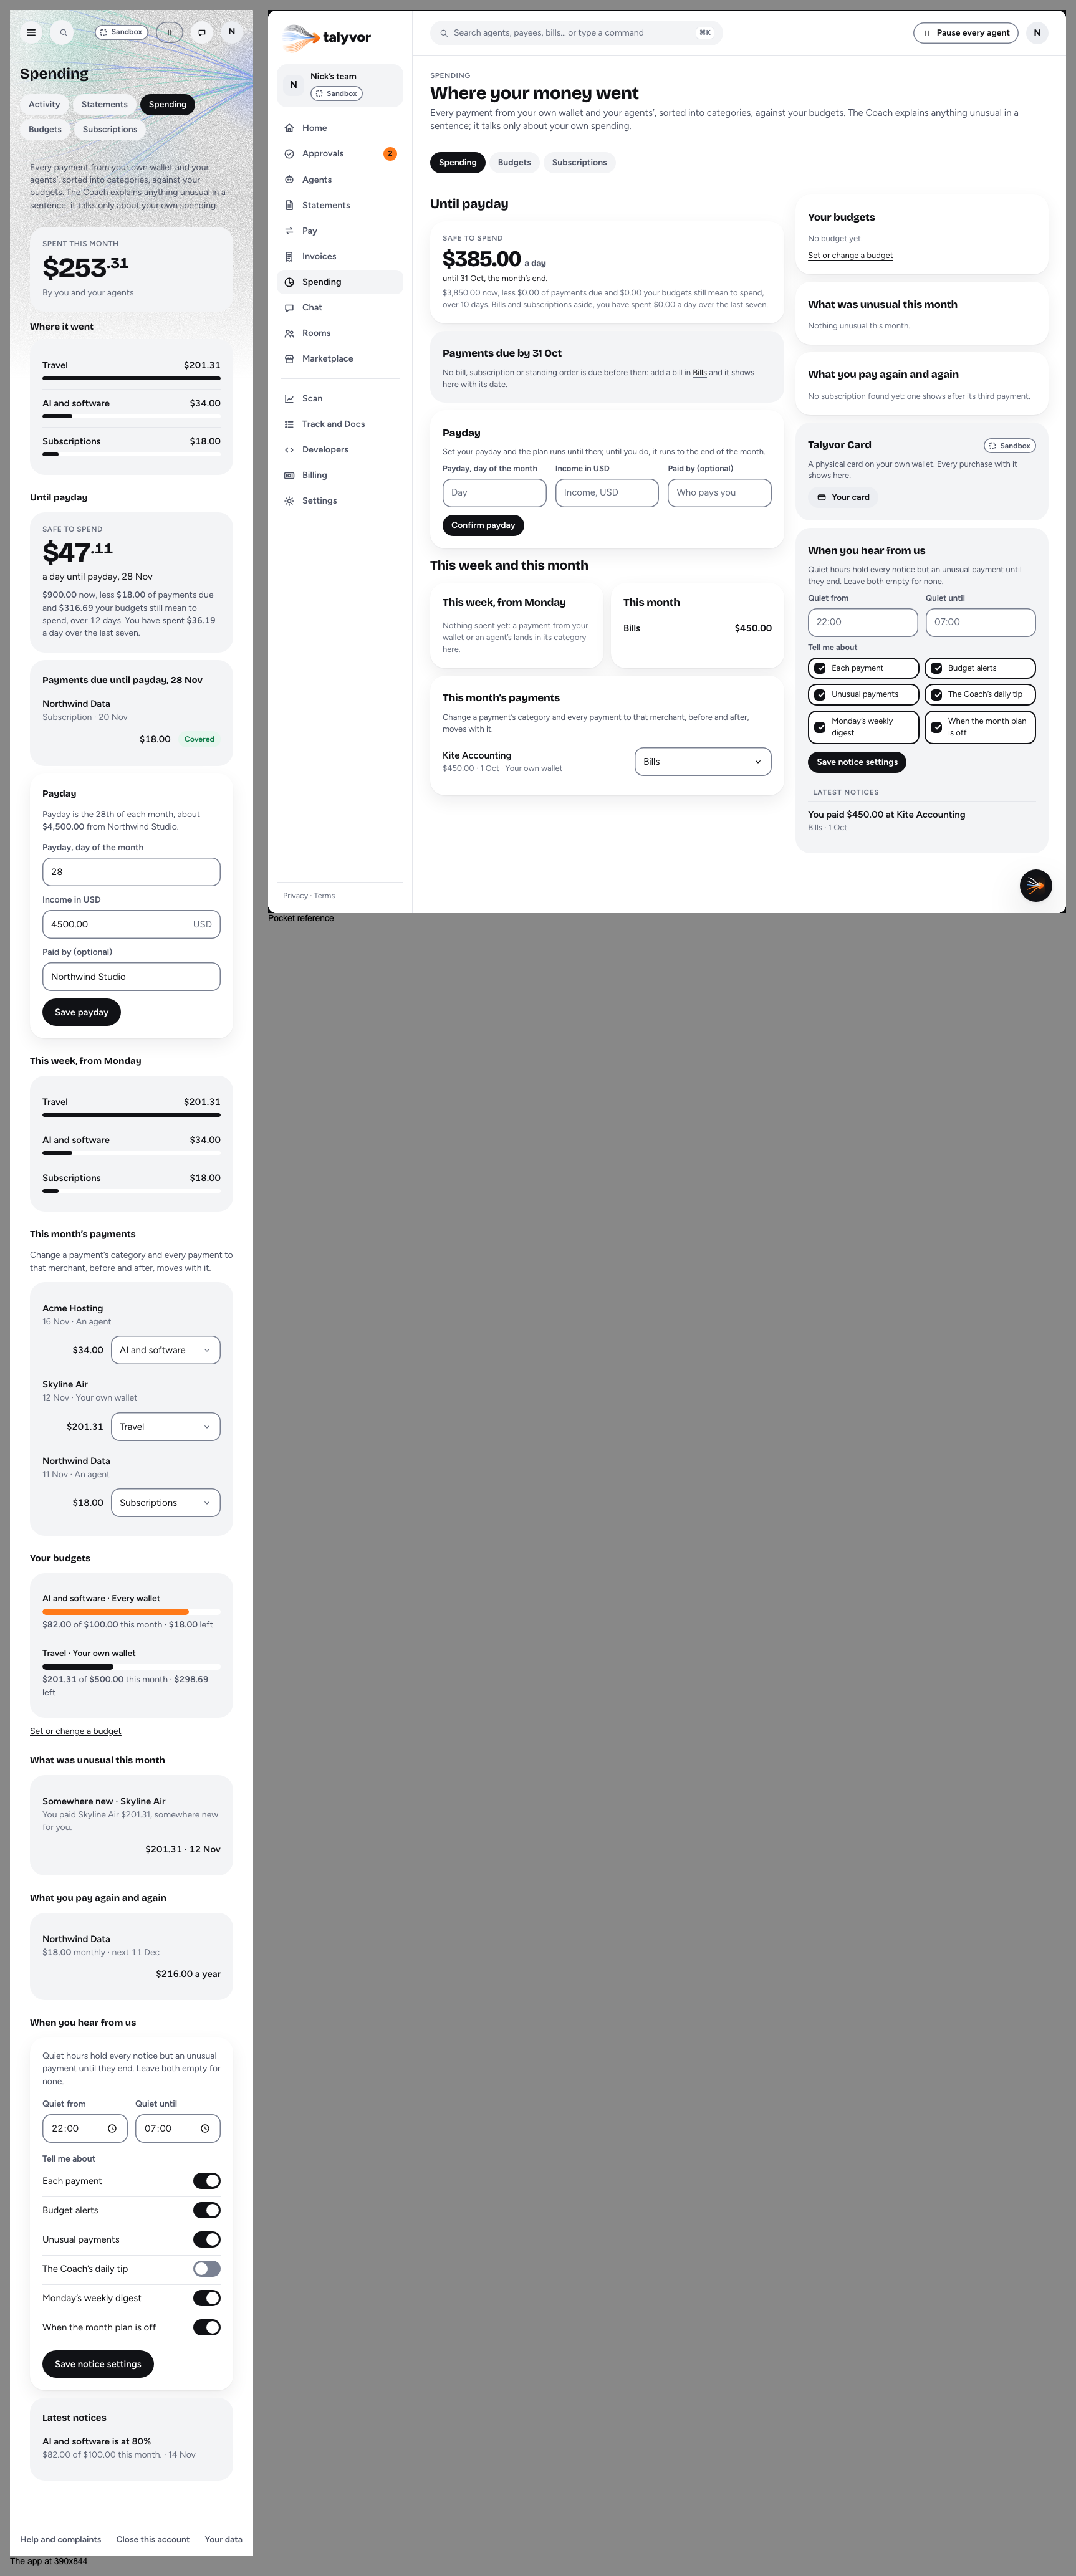 Sandbox
N
Spending
Activity
Statements
Spending
Budgets
Subscriptions
Every payment from your own wallet and your
agents', sorted into categories, against your
budgets. The Coach explains anything unusual in a
sentence; it talks only about your own spending.
SPENT THIS MONTH
$253.31
By you and your agents
Where it went
Travel $201.31
AI and software $34.00
Subscriptions $18.00
Until payday
SAFE TO SPEND
$47.11
a day until payday, 28 Nov
$900.00 now, less $18.00 of payments due
and $316.69 your budgets still mean to
spend, over 12 days. You have spent $36.19
a day over the last seven.
Payments due until payday, 28 Nov
Northwind Data
Subscription · 20 Nov
$18.00 Covered
Payday
Payday is the 28th of each month, about
$4,500.00 from Northwind Studio.
Payday, day of the month
28
Income in USD
4500.00 USD
Paid by (optional)
Northwind Studio
Save payday
This week, from Monday
Travel $201.31
AI and software $34.00
Subscriptions $18.00
This month's payments
Change a payment's category and every payment to
that merchant, before and after, moves with it.
Acme Hosting
16 Nov · An agent
$34.00 AI and software
Skyline Air
12 Nov · Your own wallet
$201.31 Travel
Northwind Data
11 Nov · An agent
$18.00 Subscriptions
Your budgets
AI and software · Every wallet
$82.00 of $100.00 this month · $18.00 left
Travel · Your own wallet
$201.31 of $500.00 this month · $298.69
left
Set or change a budget
What was unusual this month
Somewhere new · Skyline Air
You paid Skyline Air $201.31, somewhere new
for you.
$201.31 · 12 Nov
What you pay again and again
Northwind Data
$18.00 monthly · next 11 Dec
$216.00 a year
When you hear from us
Quiet hours hold every notice but an unusual
payment until they end. Leave both empty for
none.
Quiet from Quiet until
22:00 07:00
Tell me about
Each payment
Budget alerts
Unusual payments
The Coach's daily tip
Monday's weekly digest
When the month plan is off
Save notice settings
Latest notices
AI and software is at 80%
$82.00 of $100.00 this month. · 14 Nov
Help and complaints Close this account Your data
The app at 390x844
talyvor
N
Nick's team
Sandbox
Home
Approvals 2
Agents
Statements
Pay
Invoices
Spending
Chat
Rooms
Marketplace
Scan
Track and Docs
Developers
Billing
Settings
Privacy · Terms
Search agents, payees, bills... or type a command ⌘K
Pause every agent
N
SPENDING
Where your money went
Every payment from your own wallet and your agents', sorted into categories, against your budgets. The Coach explains anything unusual in a
sentence; it talks only about your own spending.
Spending
Budgets
Subscriptions
Until payday
SAFE TO SPEND
$385.00 a day
until 31 Oct, the month's end.
$3,850.00 now, less $0.00 of payments due and $0.00 your budgets still mean to spend,
over 10 days. Bills and subscriptions aside, you have spent $0.00 a day over the last seven.
Payments due by 31 Oct
No bill, subscription or standing order is due before then: add a bill in Bills and it shows
here with its date.
Payday
Set your payday and the plan runs until then; until you do, it runs to the end of the month.
Payday, day of the month Income in USD Paid by (optional)
Day Income, USD Who pays you
Confirm payday
This week and this month
This week, from Monday
Nothing spent yet: a payment from your
wallet or an agent's lands in its category
here.
This month
Bills $450.00
This month's payments
Change a payment's category and every payment to that merchant, before and after,
moves with it.
Kite Accounting
$450.00 · 1 Oct · Your own wallet
Bills
Your budgets
No budget yet.
Set or change a budget
What was unusual this month
Nothing unusual this month.
What you pay again and again
No subscription found yet: one shows after its third payment.
Talyvor Card
Sandbox
A physical card on your own wallet. Every purchase with it
shows here.
Your card
When you hear from us
Quiet hours hold every notice but an unusual payment until
they end. Leave both empty for none.
Quiet from Quiet until
22:00 07:00
Tell me about
Each payment
Budget alerts
Unusual payments
The Coach's daily tip
Monday's weekly
digest
When the month plan
is off
Save notice settings
LATEST NOTICES
You paid $450.00 at Kite Accounting
Bills · 1 Oct
Pocket reference